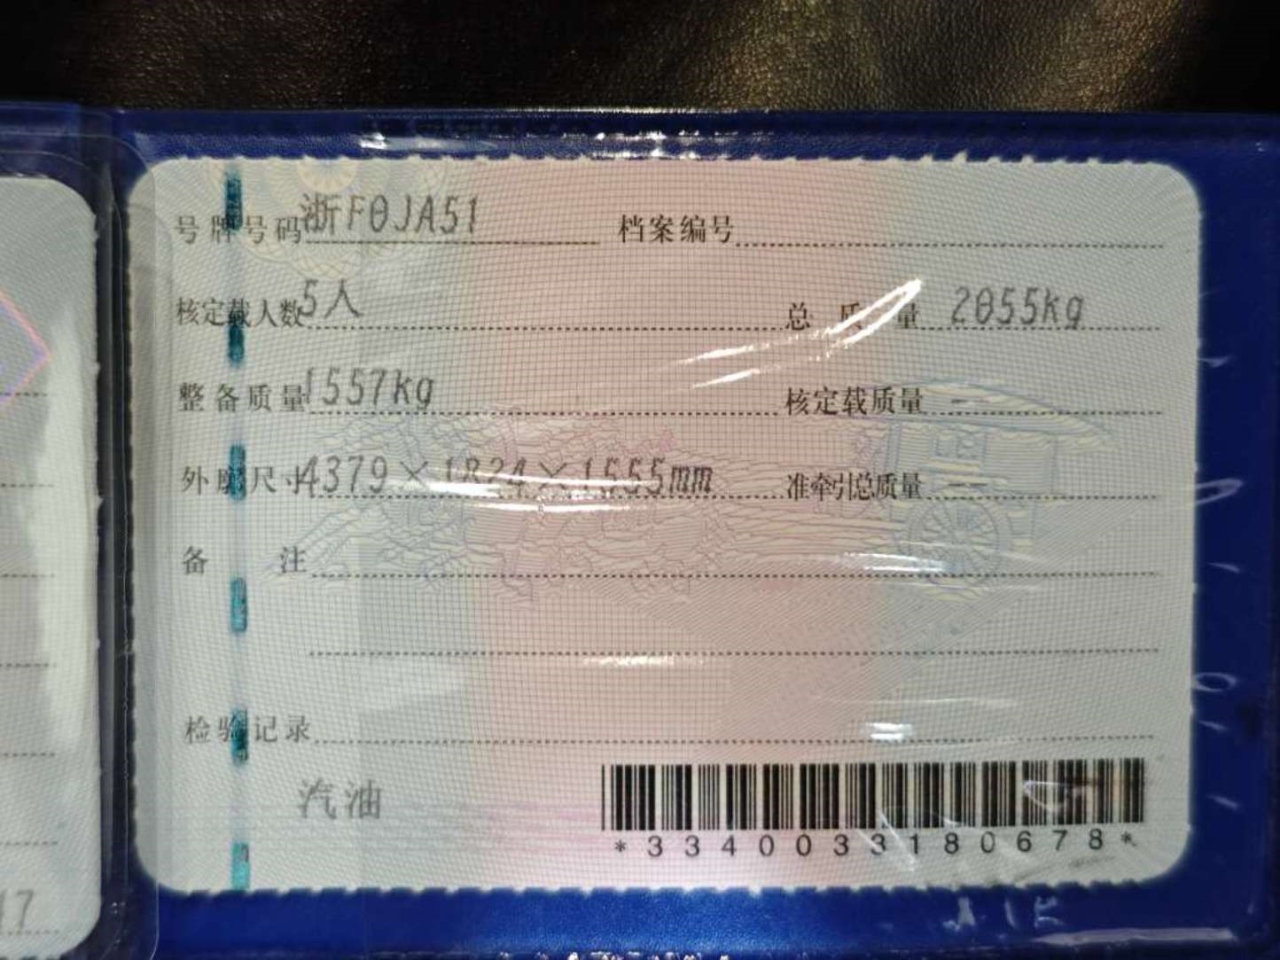 号牌号码 浙F0JA51 档案编号
核定载人数 5人 总质量 2055kg
整备质量 1557kg 核定载质量 —
外廓尺寸 4379×1824×1555mm 准牵引总质量 —
备注
检验记录
汽油
*3340033180678*
17